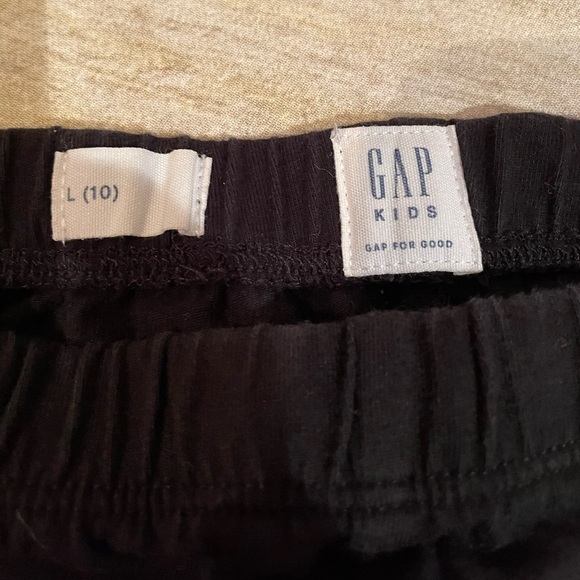 L (10)
GAP
KIDS
GAP FOR GOOD